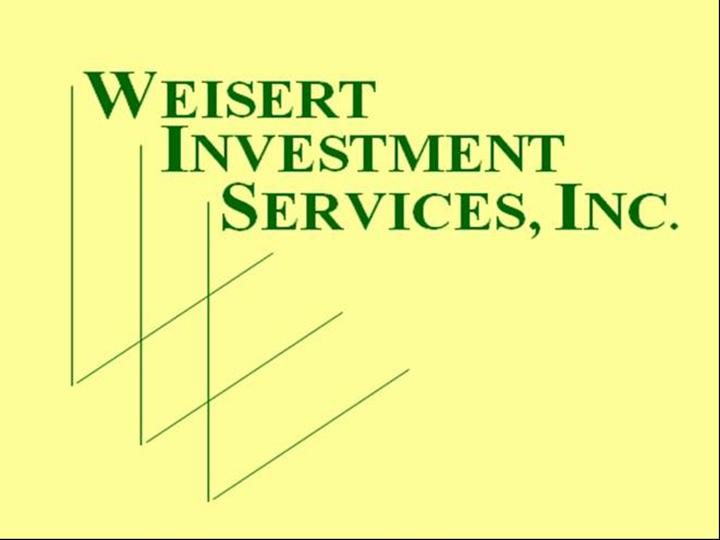 WEISERT
INVESTMENT
SERVICES, INC.